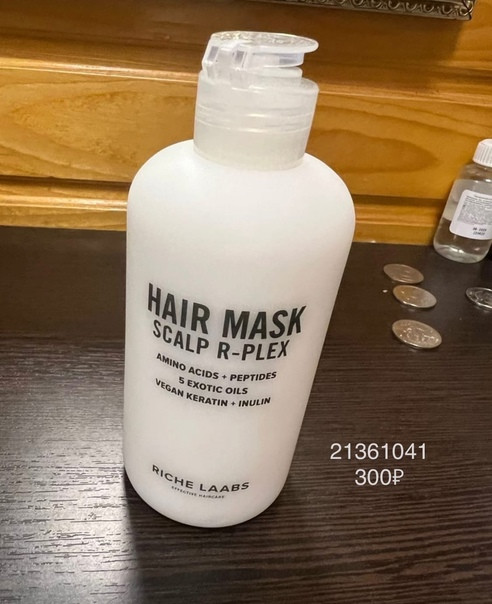 HAIR MASK
SCALP R-PLEX
AMINO ACIDS + PEPTIDES
5 EXOTIC OILS
VEGAN KERATIN + INULIN
RICHE LAABS
EFFECTIVE HAIRCARE
21361041
300₽